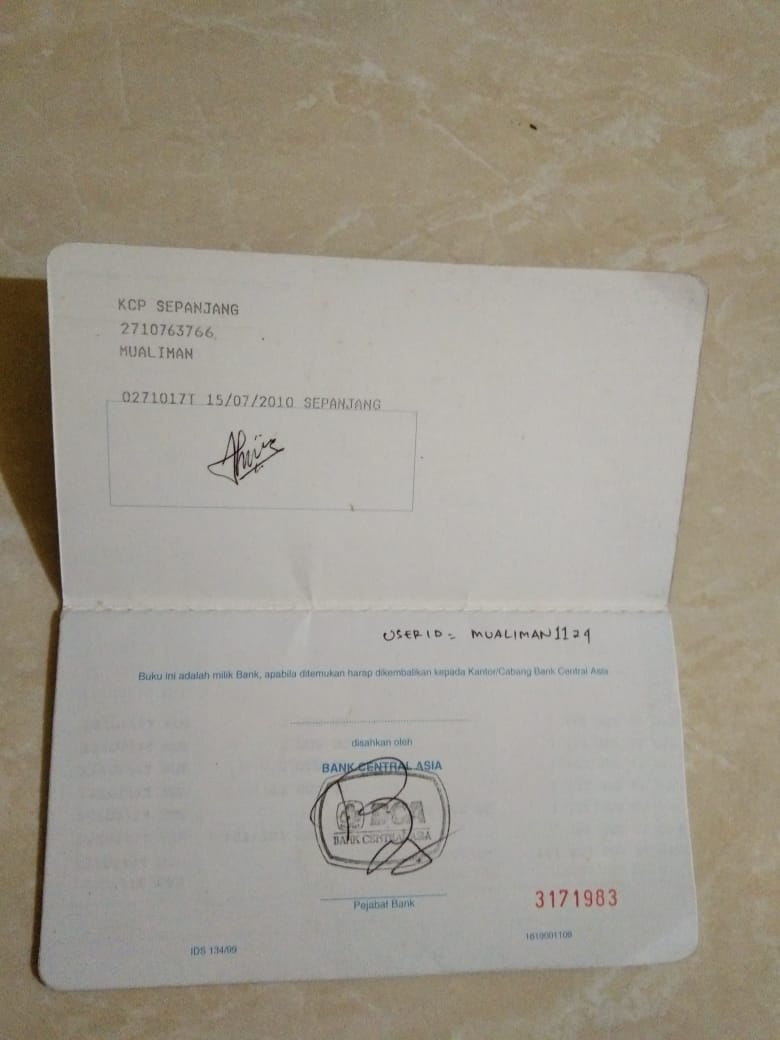 KCP SEPANJANG
2710763766
MUALIMAN
0271017T 15/07/2010 SEPANJANG
USER ID = MUALIMAN1124
Buku ini adalah milik Bank, apabila ditemukan harap dikembalikan kepada Kantor/Cabang Bank Central Asia
disahkan oleh
BANK CENTRAL ASIA
BCA
BANK CENTRAL ASIA
Pejabat Bank
3171983
IDS 134/99